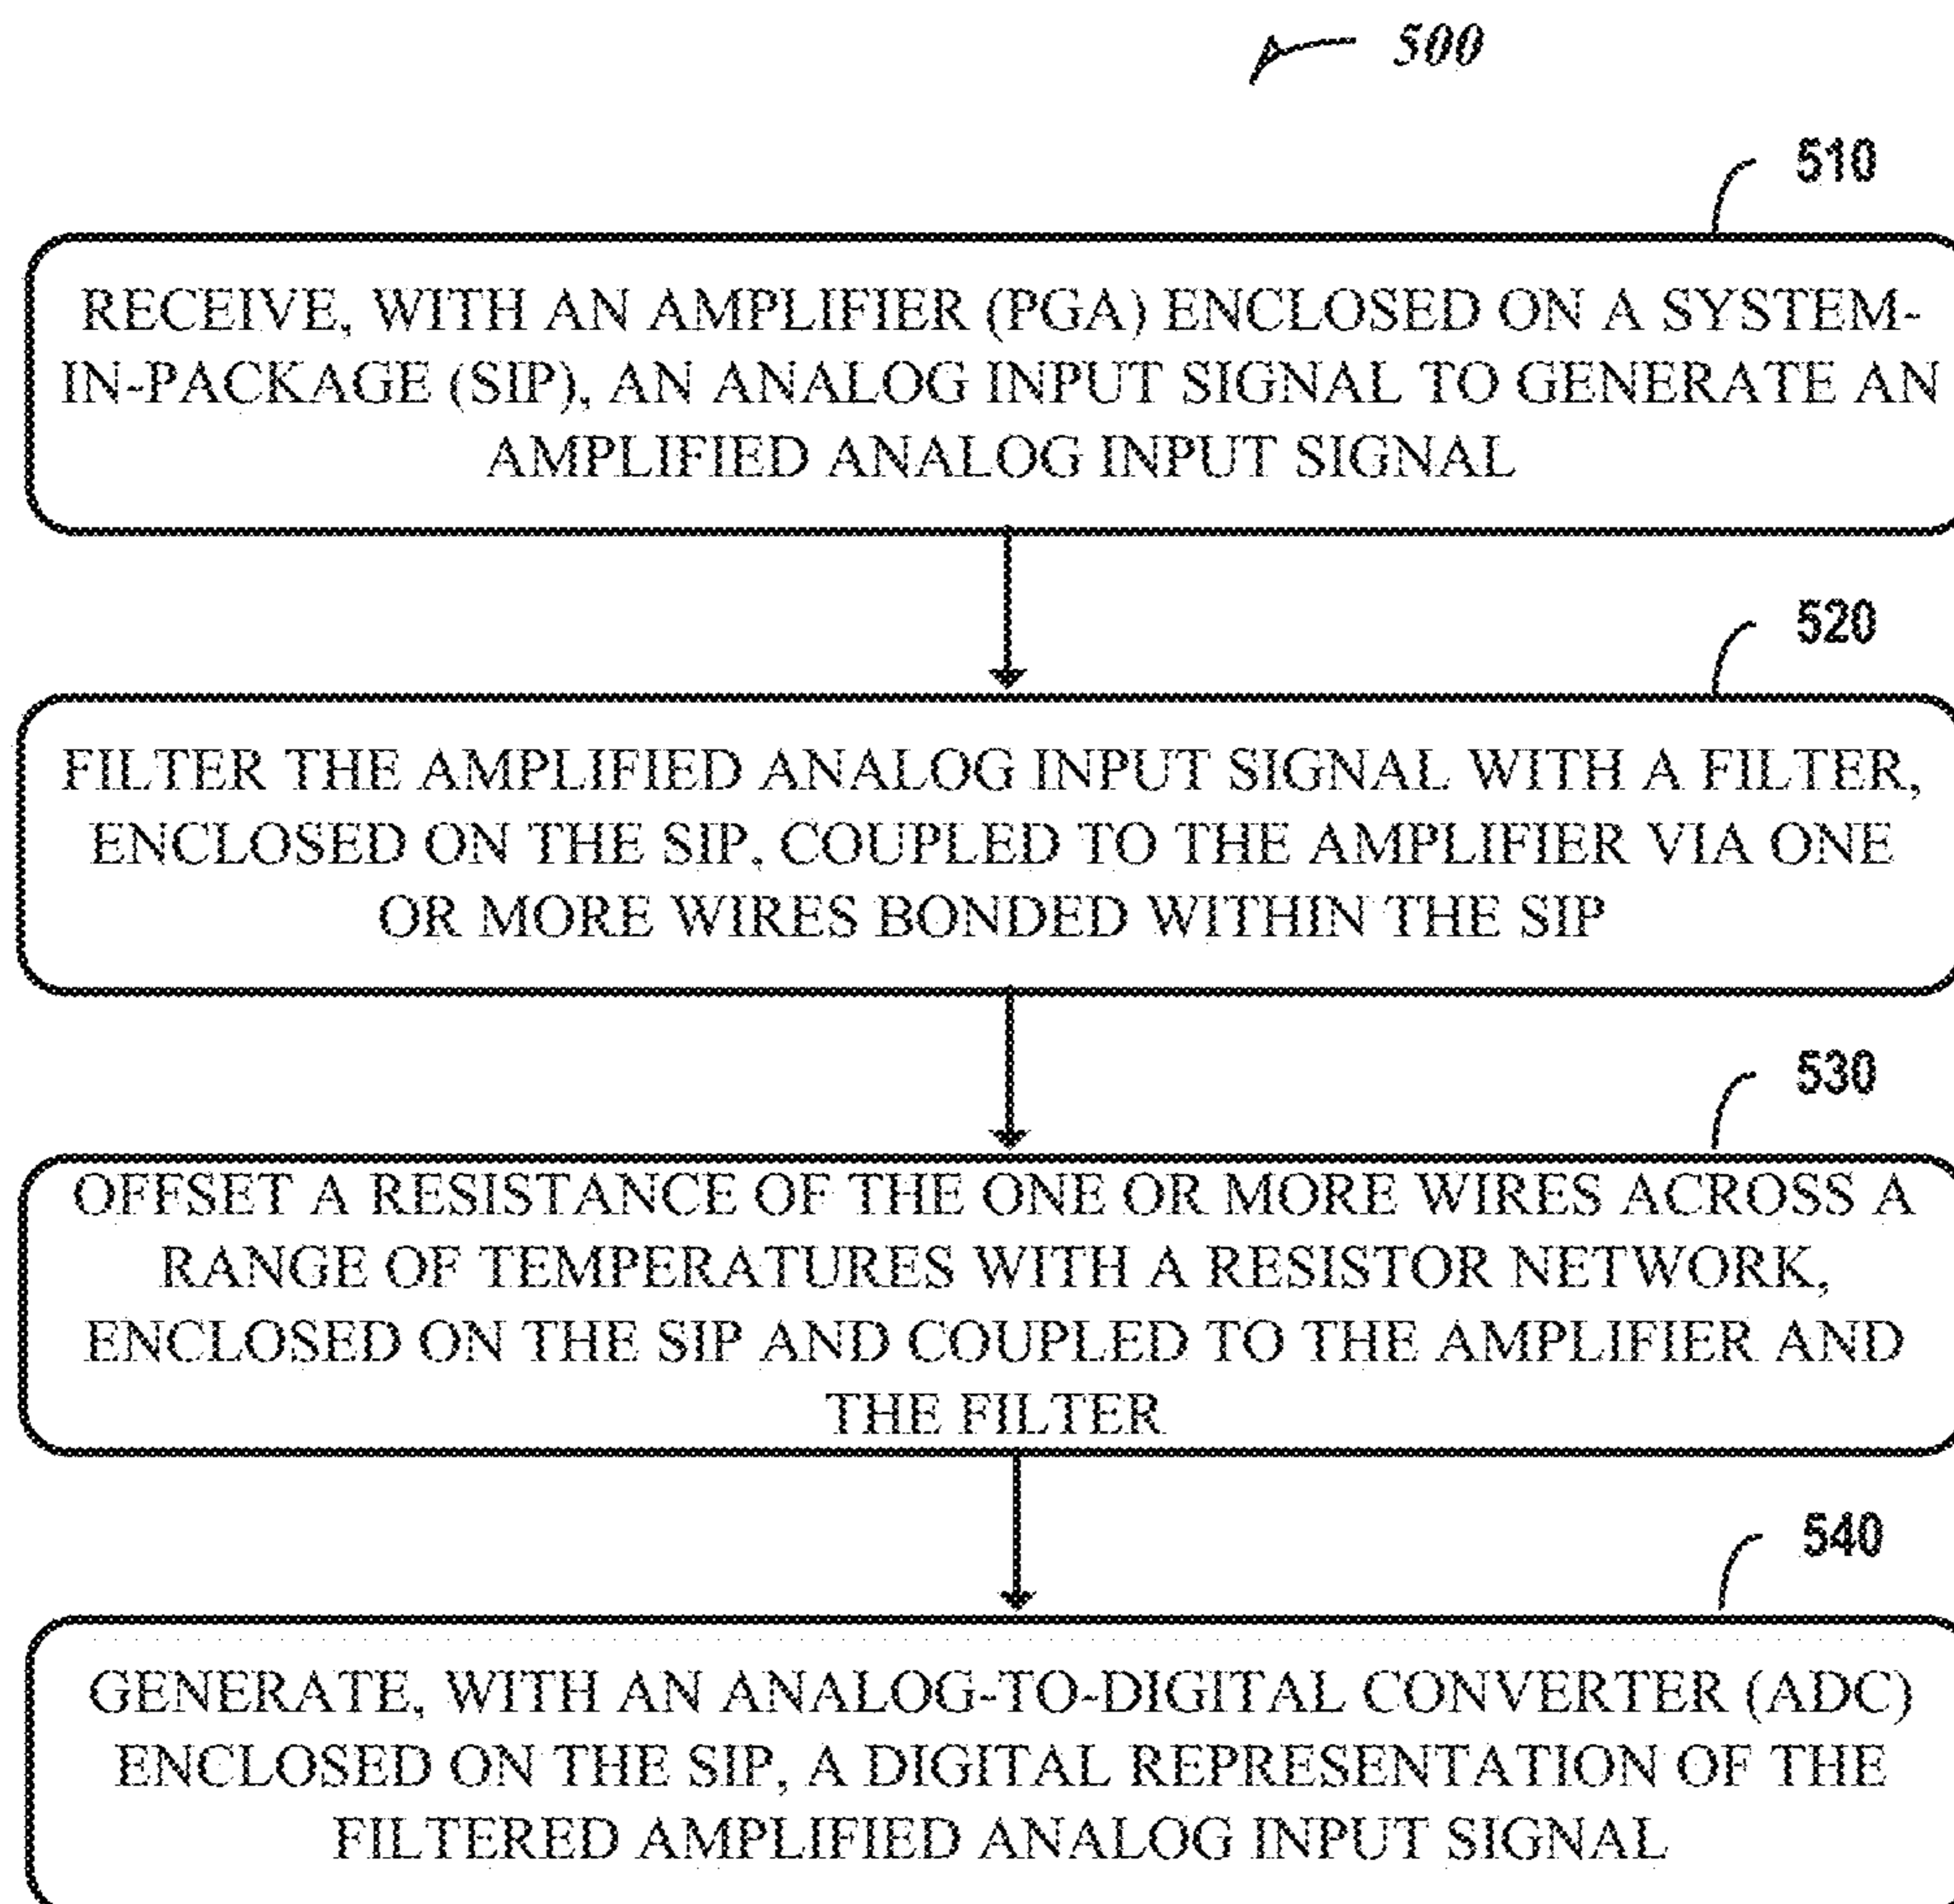 500
510
RECEIVE, WITH AN AMPLIFIER (PGA) ENCLOSED ON A SYSTEM-
IN-PACKAGE (SIP), AN ANALOG INPUT SIGNAL TO GENERATE AN
AMPLIFIED ANALOG INPUT SIGNAL
520
FILTER THE AMPLIFIED ANALOG INPUT SIGNAL WITH A FILTER,
ENCLOSED ON THE SIP, COUPLED TO THE AMPLIFIER VIA ONE
OR MORE WIRES BONDED WITHIN THE SIP
530
OFFSET A RESISTANCE OF THE ONE OR MORE WIRES ACROSS A
RANGE OF TEMPERATURES WITH A RESISTOR NETWORK,
ENCLOSED ON THE SIP AND COUPLED TO THE AMPLIFIER AND
THE FILTER
540
GENERATE, WITH AN ANALOG-TO-DIGITAL CONVERTER (ADC)
ENCLOSED ON THE SIP, A DIGITAL REPRESENTATION OF THE
FILTERED AMPLIFIED ANALOG INPUT SIGNAL